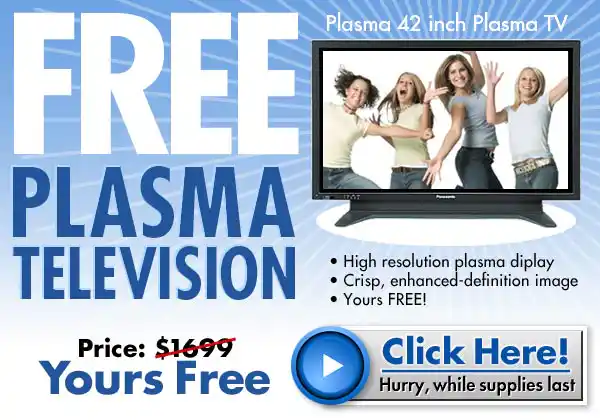 FREE
PLASMA
TELEVISION
Plasma 42 inch Plasma TV
Panasonic
• High resolution plasma diplay
• Crisp, enhanced-definition image
• Yours FREE!
Price: $1699
Yours Free
Click Here!
Hurry, while supplies last